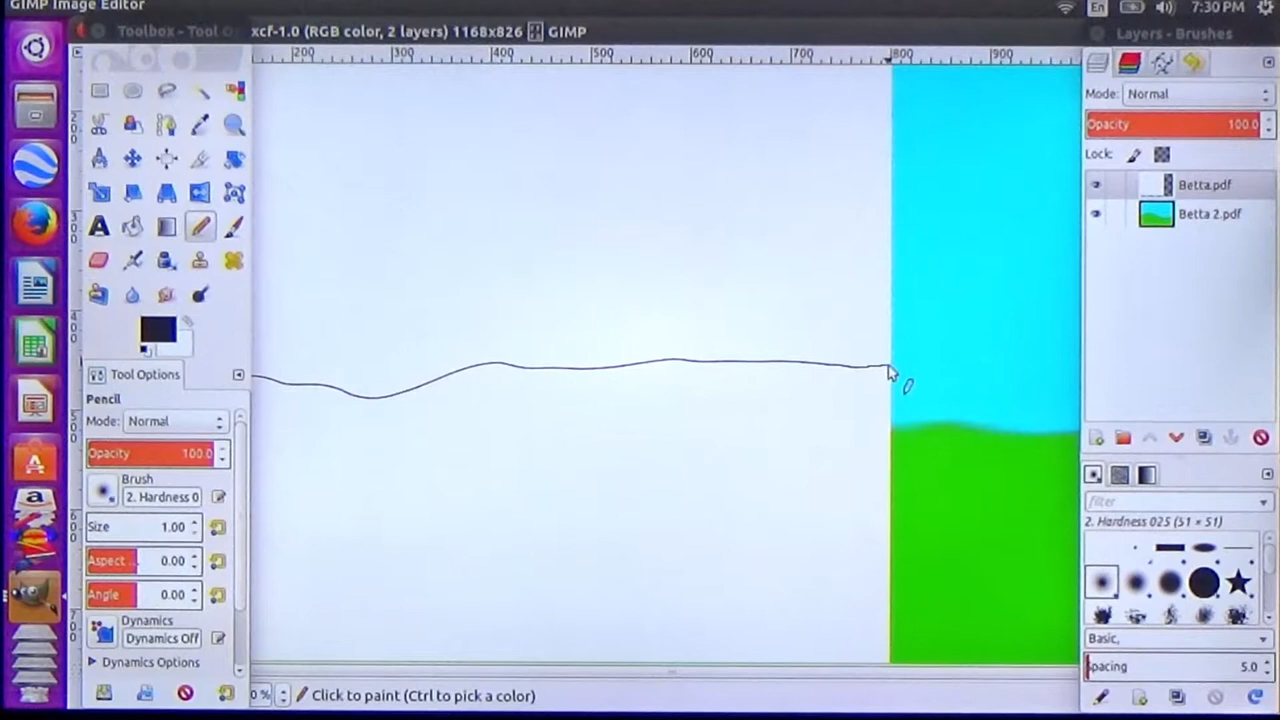 GIMP Image Editor
En
7:30 PM
Toolbox - Tool O
xcf-1.0 (RGB color, 2 layers) 1168x826
GIMP
Layers - Brushes
200
400
500
600
700
800
900
Mode: Normal
Opacity 100.0
Lock:
Betta.pdf
Betta 2.pdf
Tool Options
Pencil
Mode: Normal
Opacity 100.0
Brush
2. Hardness 0
Size 1.00
Aspect ... 0.00
Angle 0.00
Dynamics
Dynamics Off
Dynamics Options
filter
2. Hardness 025 (51 × 51)
Basic,
Spacing 5.0
0 %
Click to paint (Ctrl to pick a color)